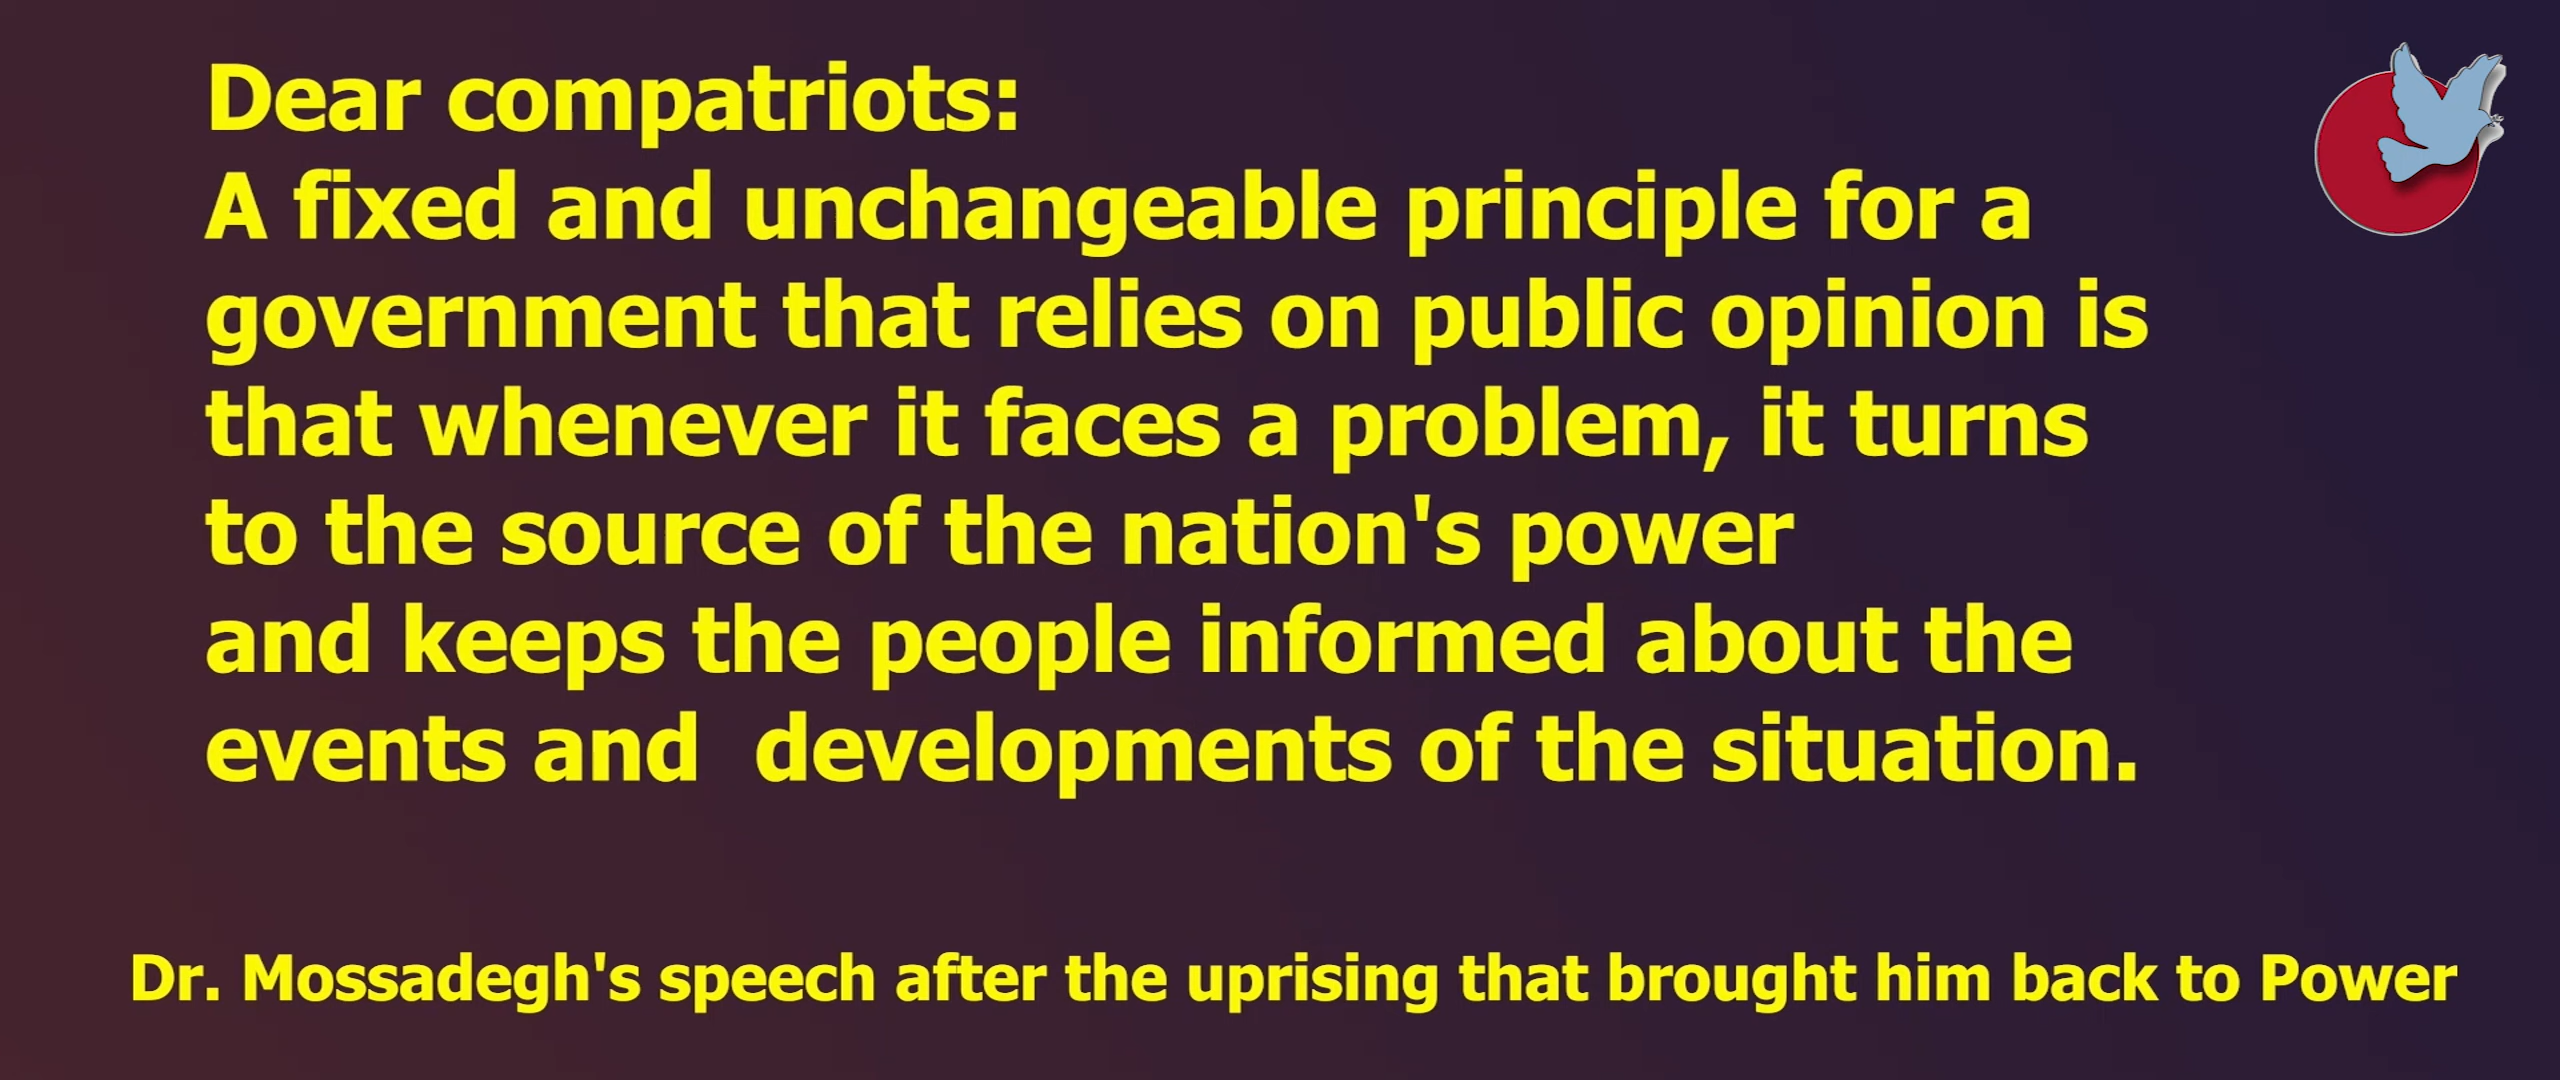 Dear compatriots:
A fixed and unchangeable principle for a
government that relies on public opinion is
that whenever it faces a problem, it turns
to the source of the nation's power
and keeps the people informed about the
events and  developments of the situation.
Dr. Mossadegh's speech after the uprising that brought him back to Power